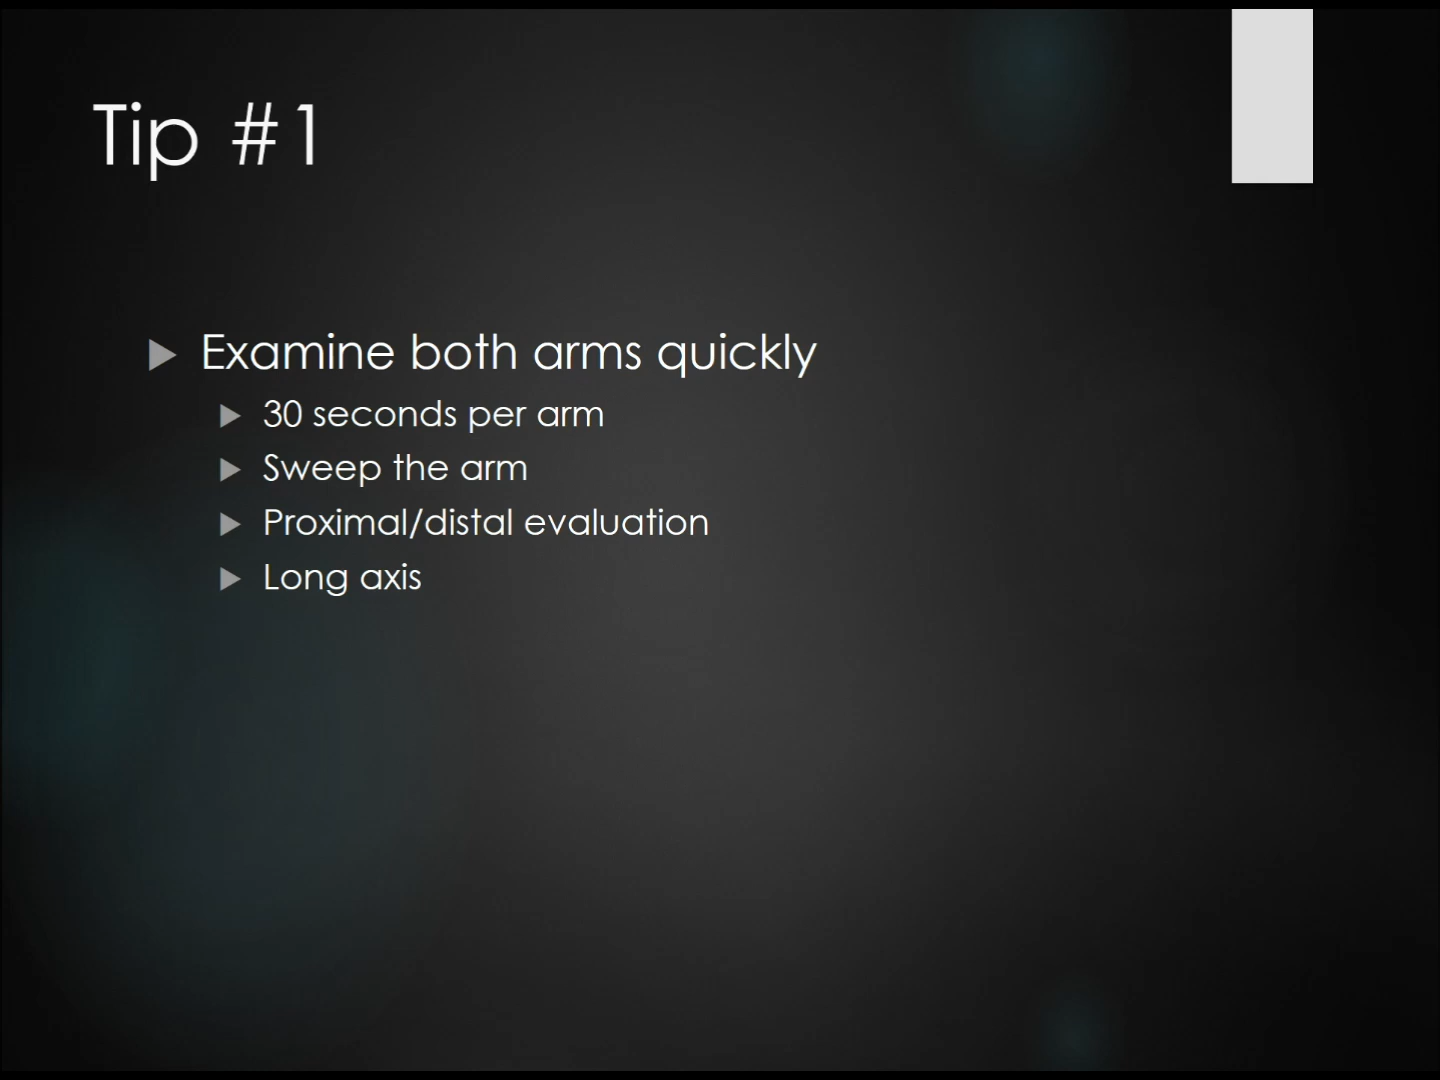 Tip #1
Examine both arms quickly
30 seconds per arm
Sweep the arm
Proximal/distal evaluation
Long axis